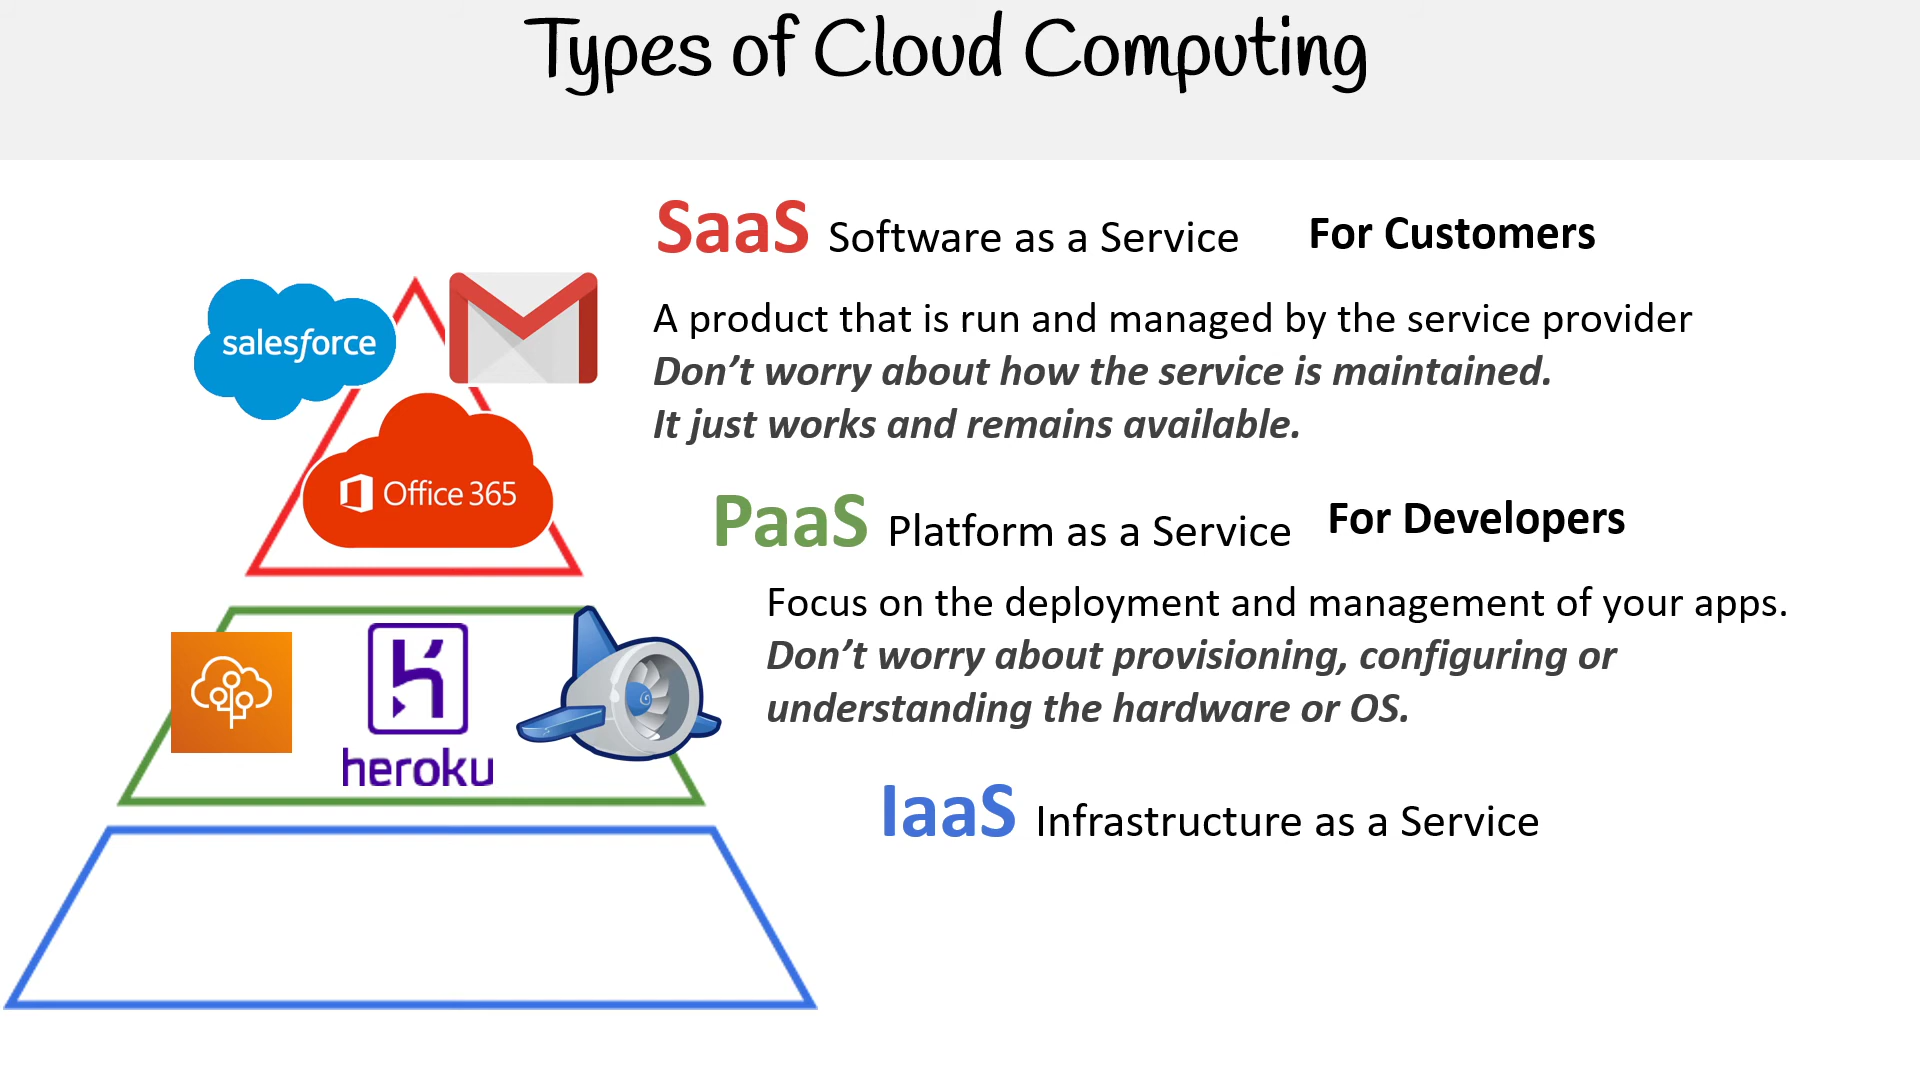 Types of Cloud Computing
SaaS Software as a Service For Customers
A product that is run and managed by the service provider
Don’t worry about how the service is maintained.
It just works and remains available.
salesforce
Office 365
PaaS Platform as a Service For Developers
Focus on the deployment and management of your apps.
Don’t worry about provisioning, configuring or
understanding the hardware or OS.
heroku
IaaS Infrastructure as a Service